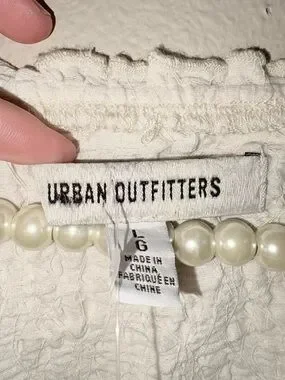 URBAN OUTFITTERS
L
G
MADE IN
CHINA
FABRIQUÉ EN
CHINE